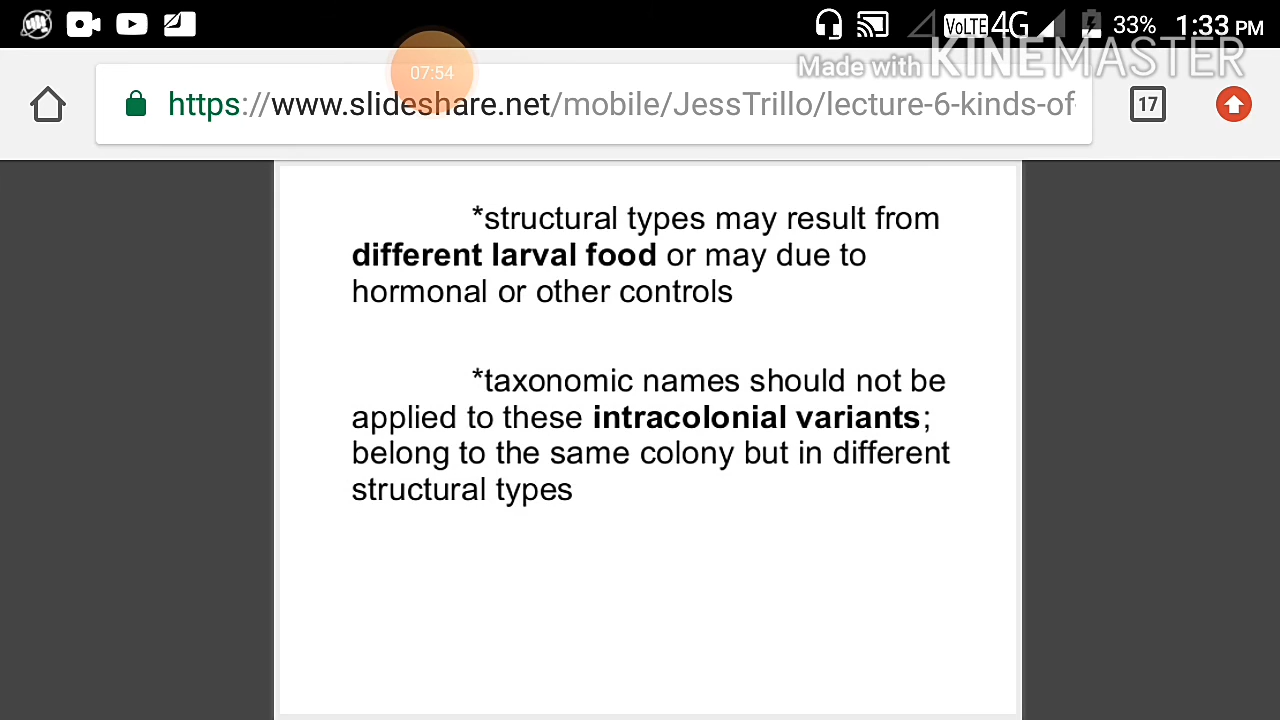 VoLTE 4G 33% 1:33 PM
Made with KINEMASTER
07:54
https://www.slideshare.net/mobile/JessTrillo/lecture-6-kinds-of-
17
*structural types may result from
different larval food or may due to
hormonal or other controls
*taxonomic names should not be
applied to these intracolonial variants;
belong to the same colony but in different
structural types